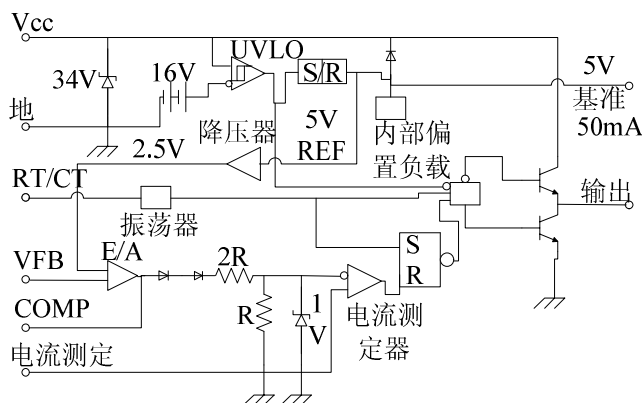 Vcc
UVLO
34V
16V
S/R
5V
地
基准
50mA
降压器
5V
REF
内部偏
置负载
2.5V
RT/CT
振荡器
输出
E/A
S
R
VFB
2R
COMP
R
1
V
电流测
定器
电流测定